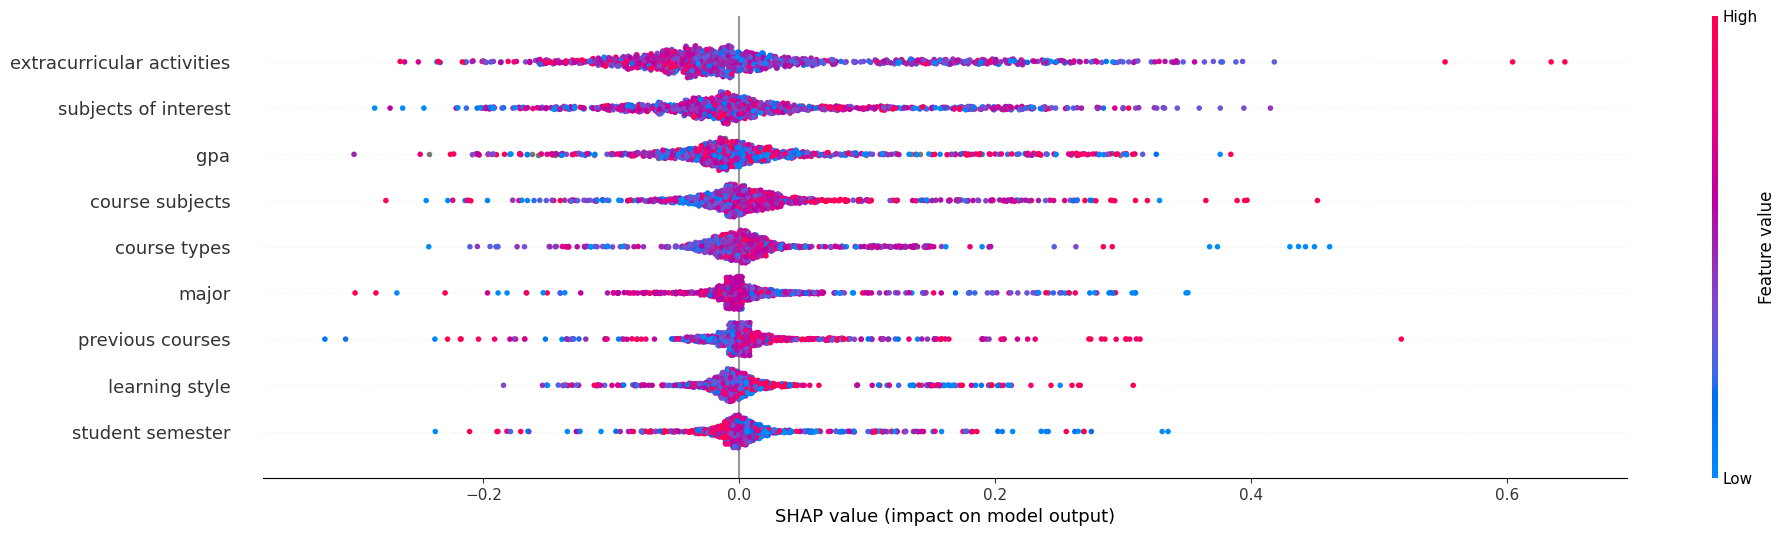 High
extracurricular activities
subjects of interest
gpa
course subjects
course types
major
previous courses
learning style
student semester
Feature value
Low
−0.2 0.0 0.2 0.4 0.6
SHAP value (impact on model output)